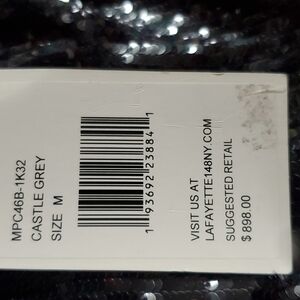 MPC46B-1K32
CASTLE GREY
SIZE M
1 93692 23884 1
VISIT US AT
LAFAYETTE148NY.COM
SUGGESTED RETAIL
$ 898.00